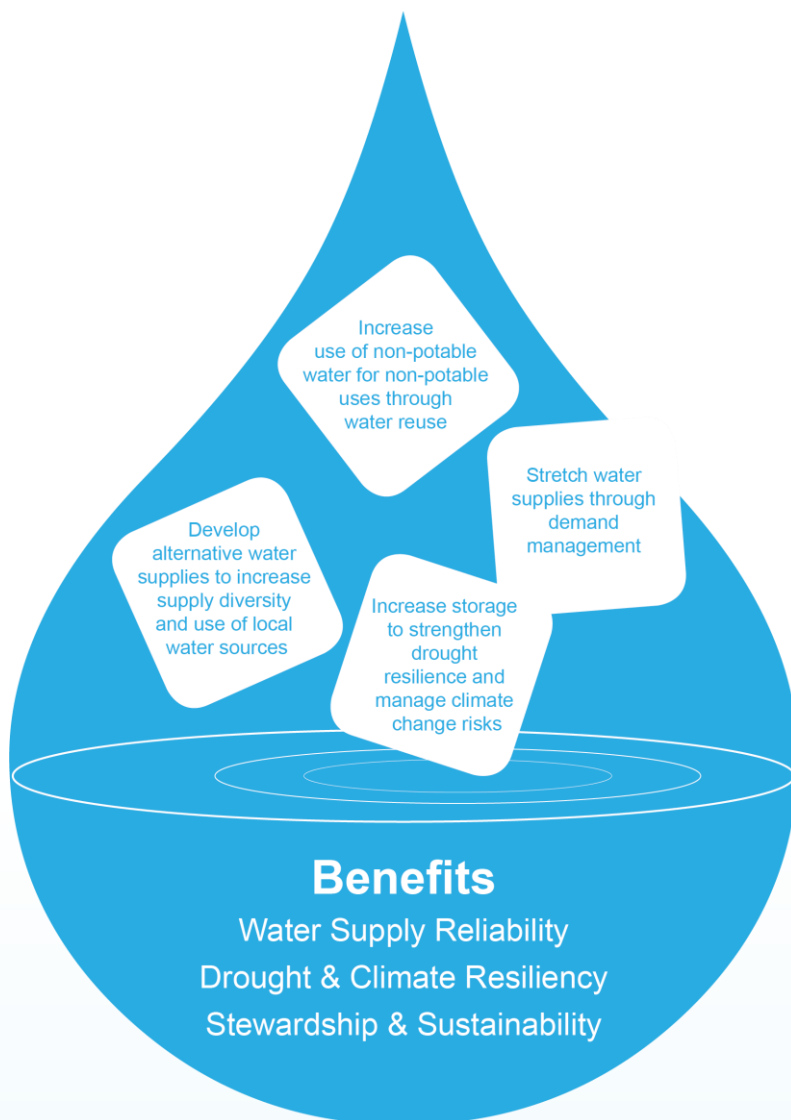 Increase
use of non-potable
water for non-potable
uses through
water reuse
Stretch water
supplies through
demand
management
Develop
alternative water
supplies to increase
supply diversity
and use of local
water sources
Increase storage
to strengthen
drought
resilience and
manage climate
change risks
Benefits
Water Supply Reliability
Drought & Climate Resiliency
Stewardship & Sustainability